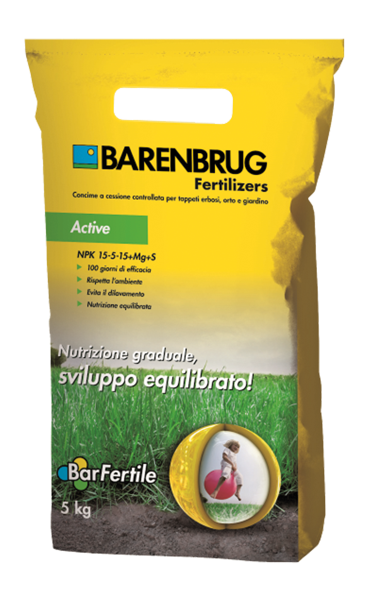 BARENBRUG
Fertilizers
Concime a cessione controllata per tappeti erbosi, orto e giardino
Active
NPK 15-5-15+Mg+S
100 giorni di efficacia
Rispetta l'ambiente
Evita il dilavamento
Nutrizione equilibrata
Nutrizione graduale,
sviluppo equilibrato!
BarFertile
5 kg